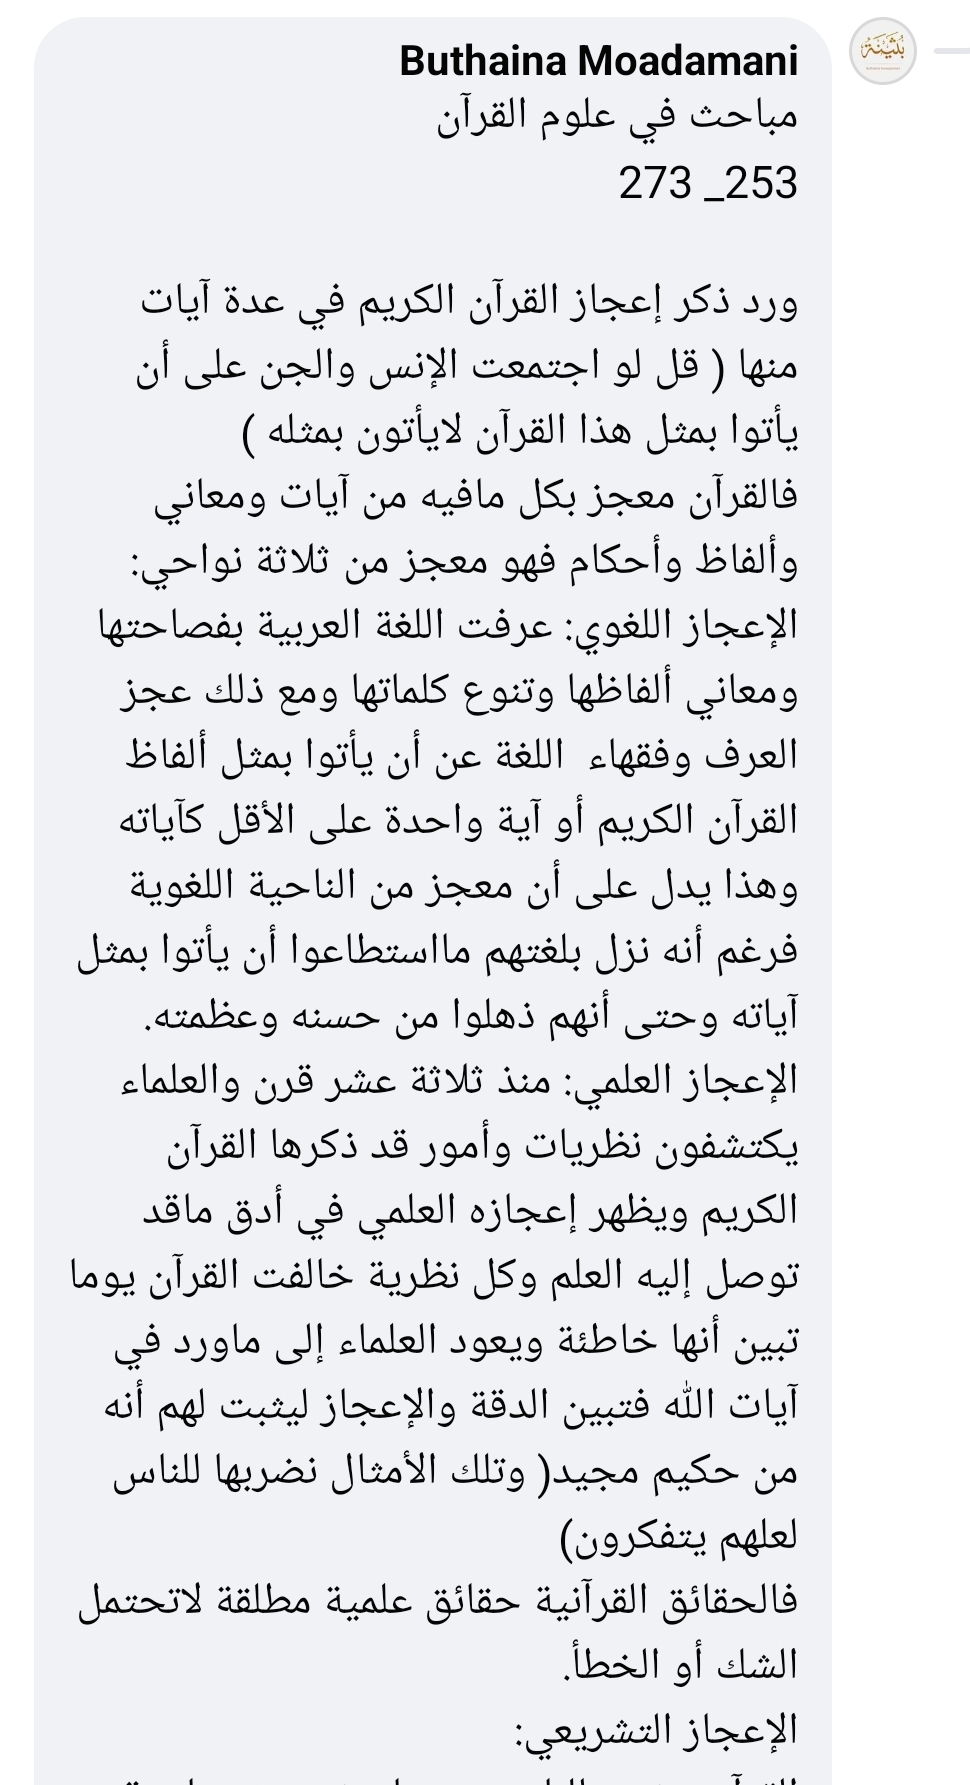 Buthaina Moadamani
بثينة
مباحث في علوم القرآن
253_ 273
ورد ذكر إعجاز القرآن الكريم في عدة آيات
منها ( قل لو اجتمعت الإنس والجن على أن
يأتوا بمثل هذا القرآن لايأتون بمثله )
فالقرآن معجز بكل مافيه من آيات ومعاني
وألفاظ وأحكام فهو معجز من ثلاثة نواحي:
الإعجاز اللغوي: عرفت اللغة العربية بفصاحتها
ومعاني ألفاظها وتنوع كلماتها ومع ذلك عجز
العرف وفقهاء  اللغة عن أن يأتوا بمثل ألفاظ
القرآن الكريم أو آية واحدة على الأقل كآياته
وهذا يدل على أن معجز من الناحية اللغوية
فرغم أنه نزل بلغتهم مااستطاعوا أن يأتوا بمثل
آياته وحتى أنهم ذهلوا من حسنه وعظمته.
الإعجاز العلمي: منذ ثلاثة عشر قرن والعلماء
يكتشفون نظريات وأمور قد ذكرها القرآن
الكريم ويظهر إعجازه العلمي في أدق ماقد
توصل إليه العلم وكل نظرية خالفت القرآن يوما
تبين أنها خاطئة ويعود العلماء إلى ماورد في
آيات الله فتبين الدقة والإعجاز ليثبت لهم أنه
من حكيم مجيد( وتلك الأمثال نضربها للناس
لعلهم يتفكرون)
فالحقائق القرآنية حقائق علمية مطلقة لاتحتمل
الشك أو الخطأ.
الإعجاز التشريعي: